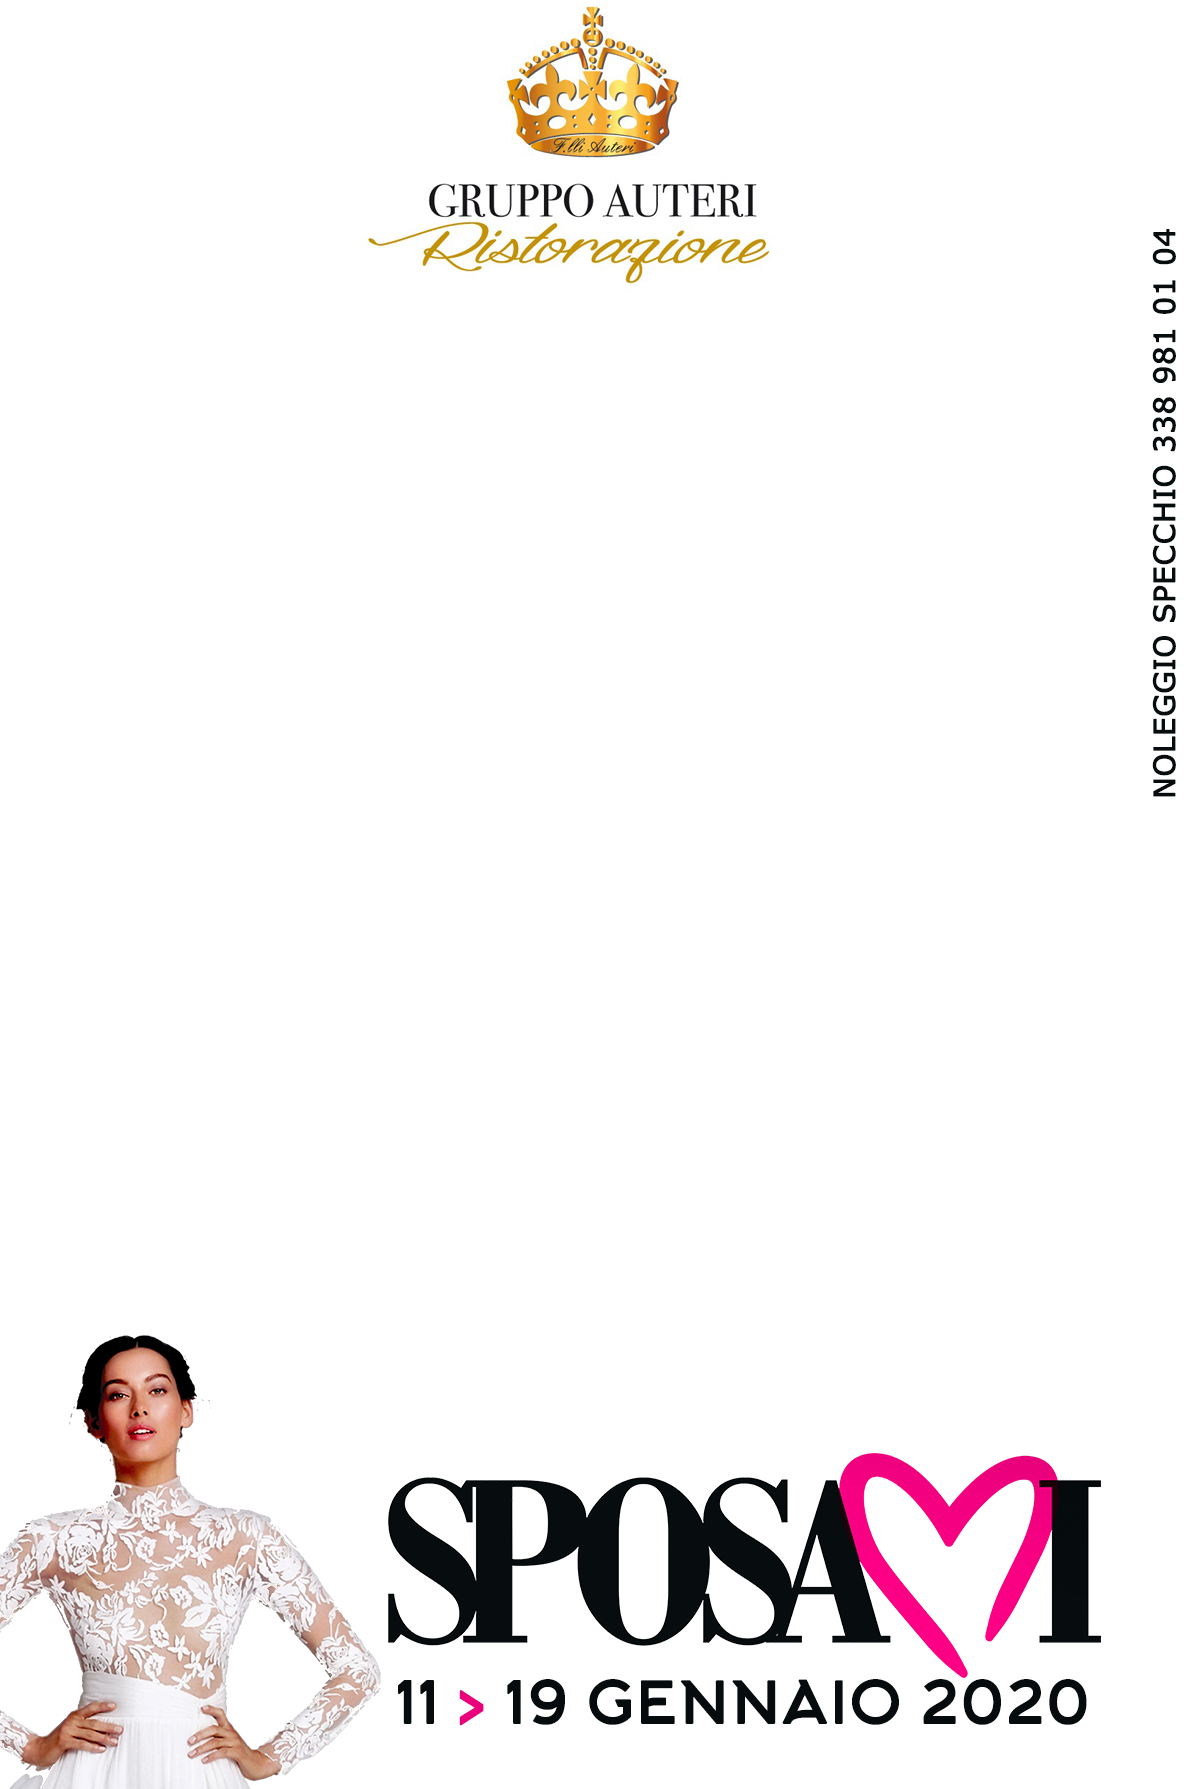 F.lli Auteri
GRUPPO AUTERI
Ristorazione
NOLEGGIO SPECCHIO 338 981 01 04
SPOSAMI
11 > 19 GENNAIO 2020